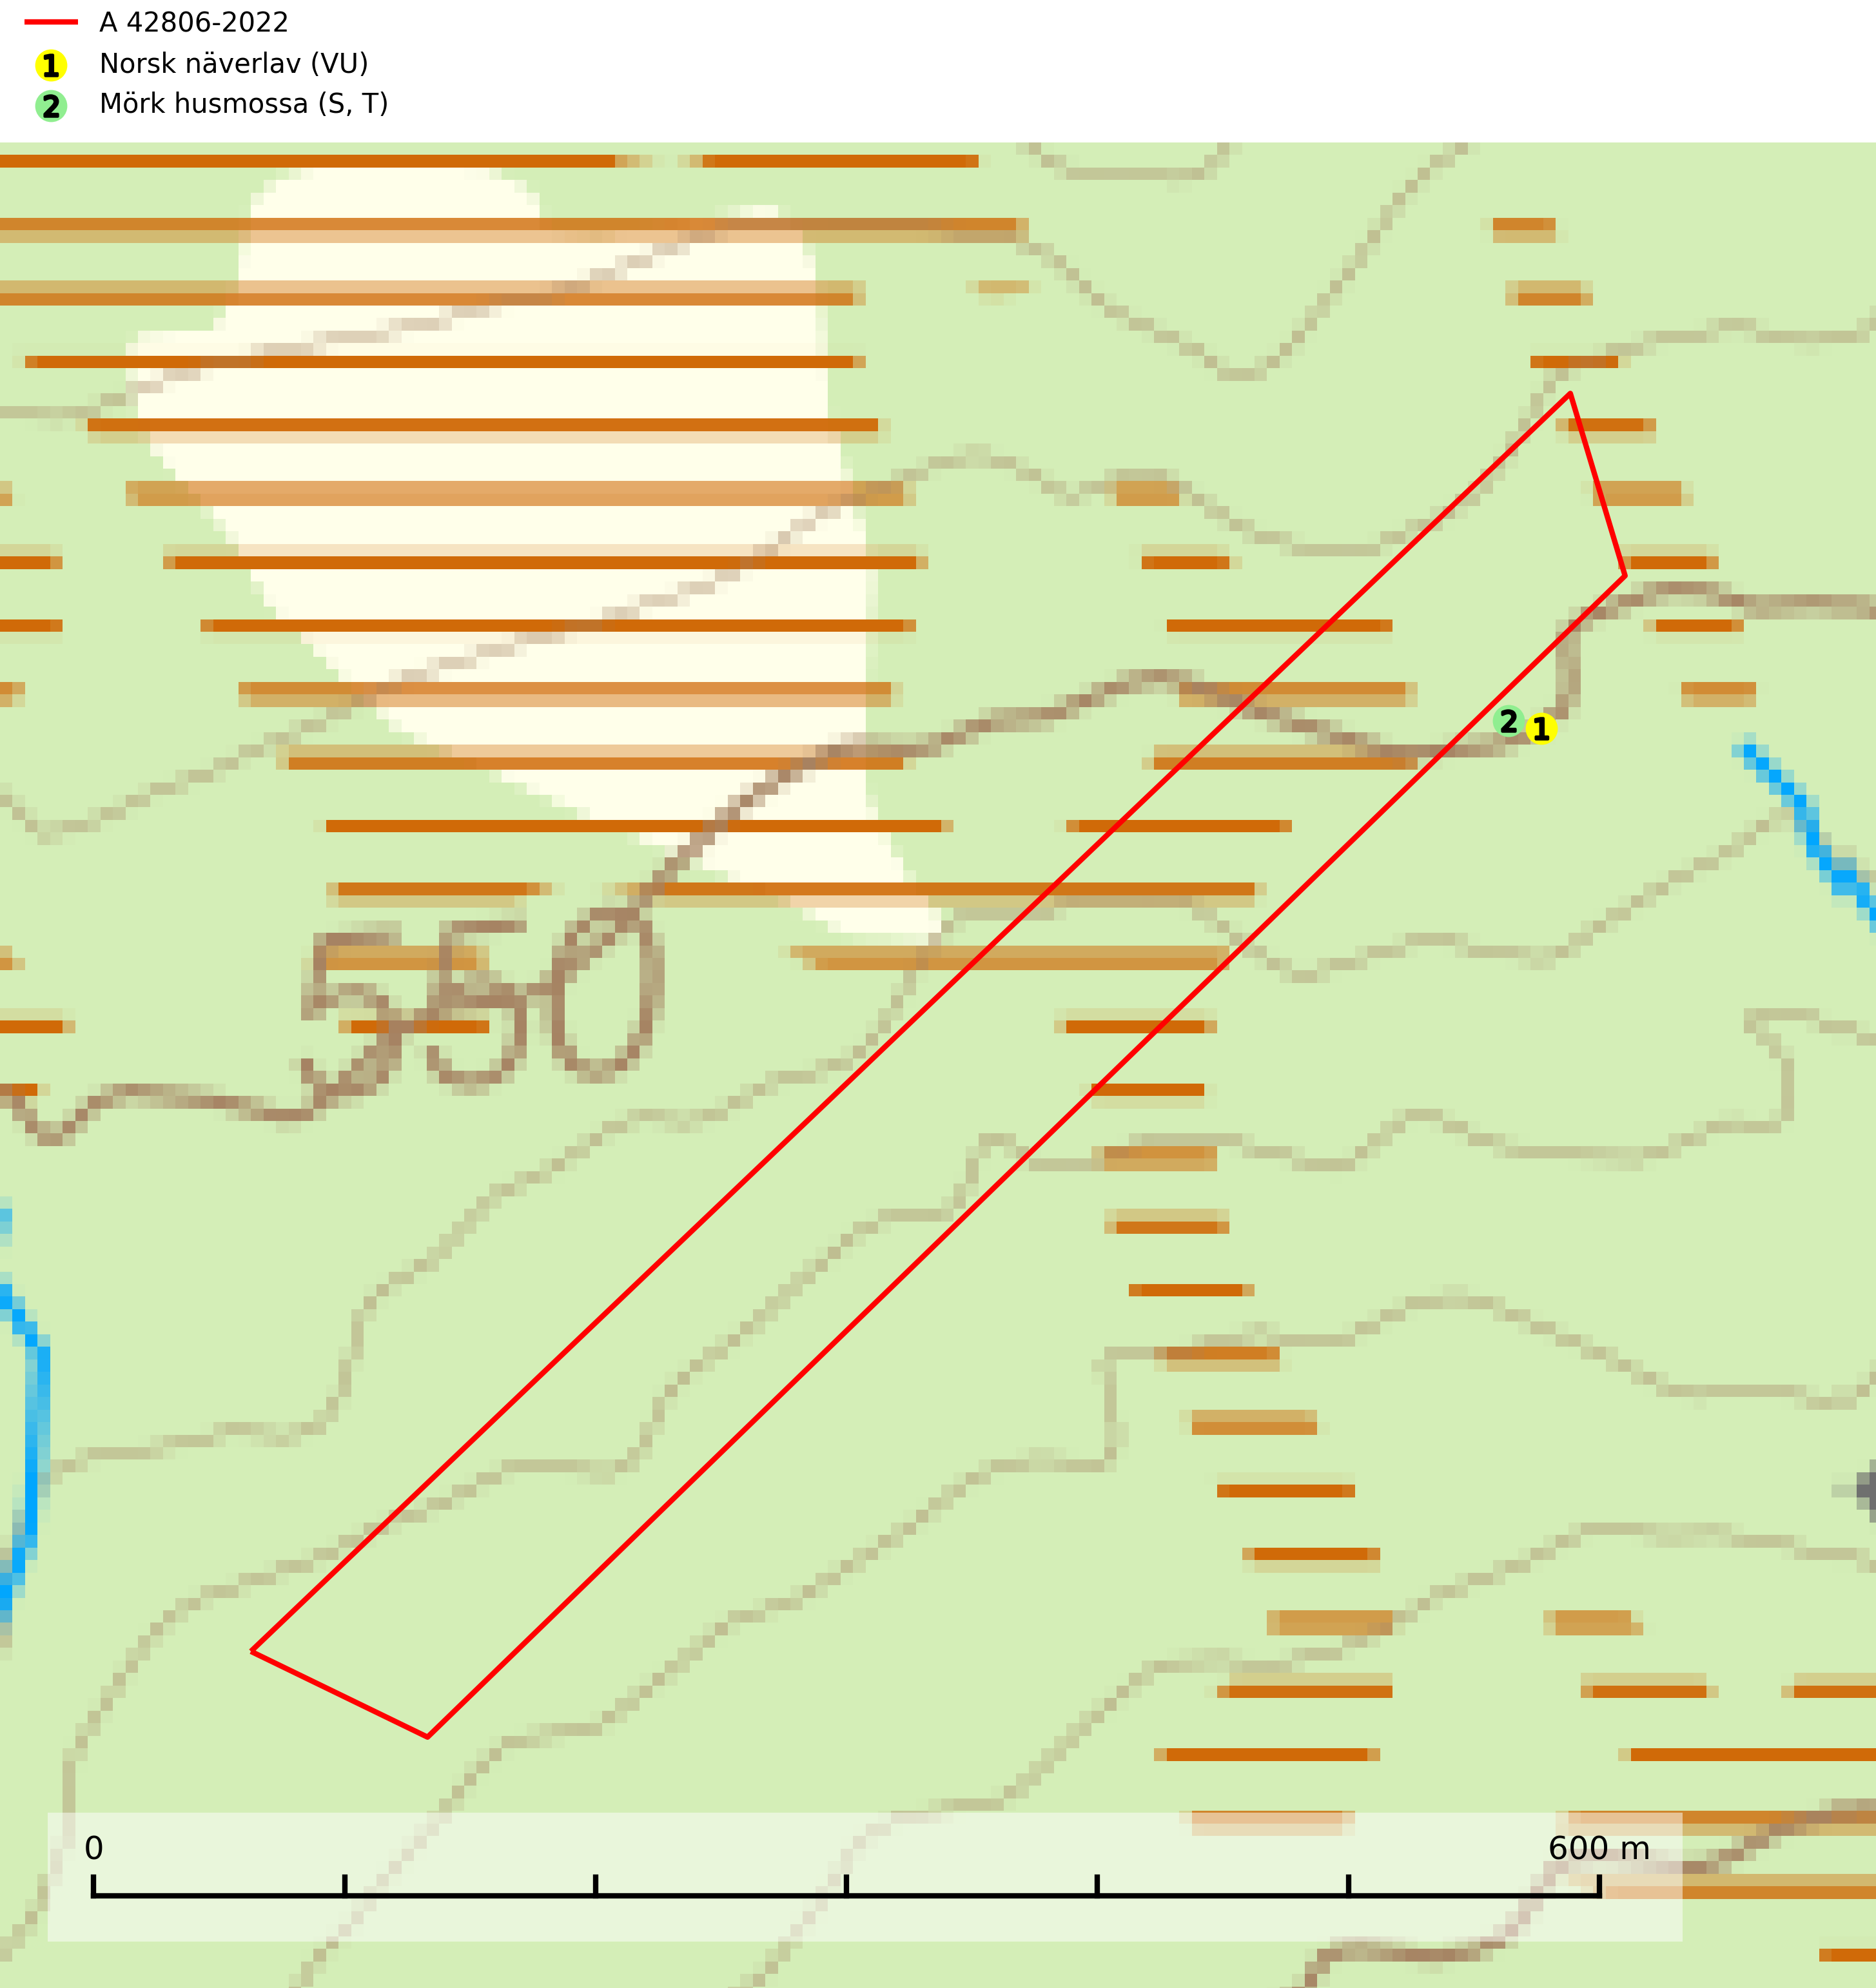 A 42806-2022
1 Norsk näverlav (VU)
2 Mörk husmossa (S, T)
2 1
550
0 600 m